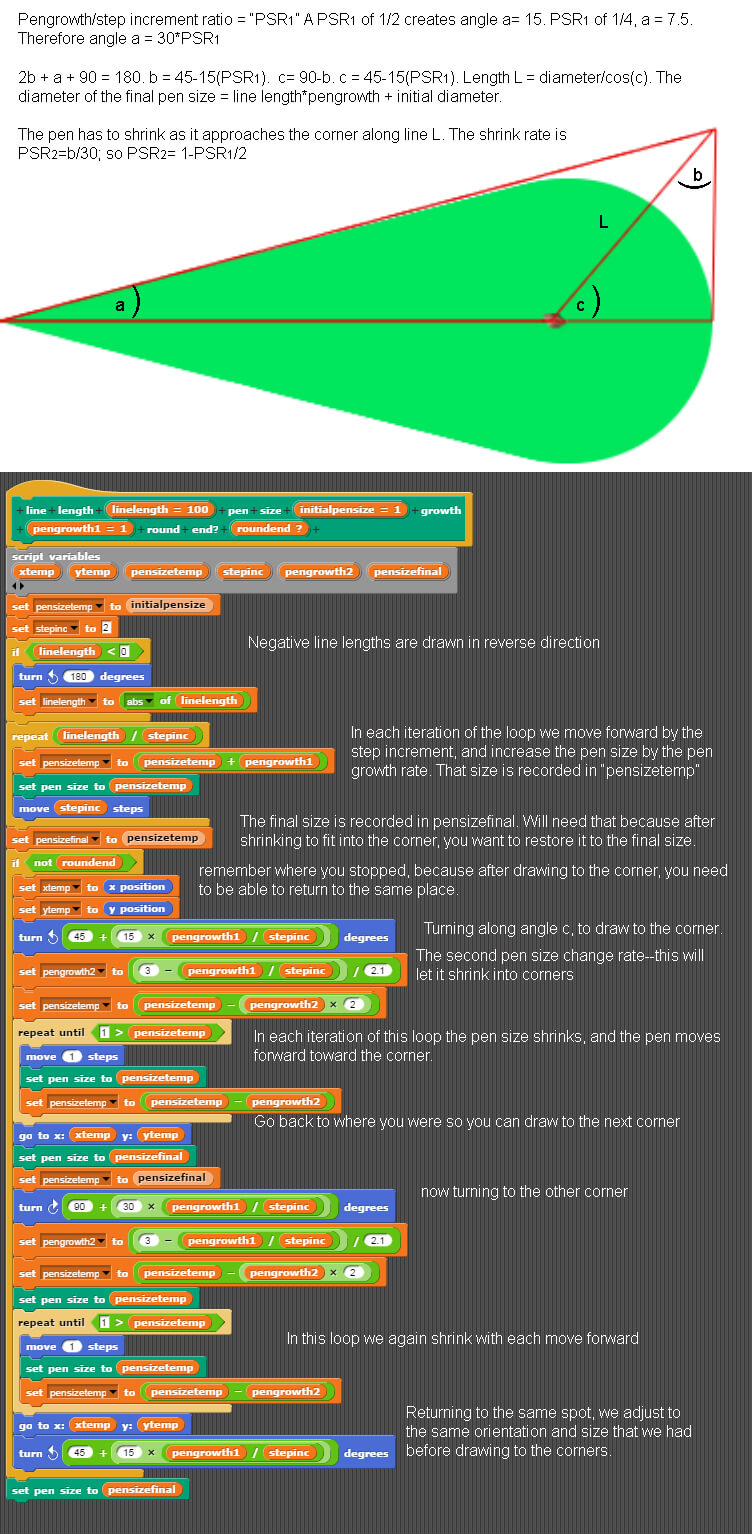 Pengrowth/step increment ratio = "PSR1" A PSR1 of 1/2 creates angle a= 15. PSR1 of 1/4, a = 7.5.
Therefore angle a = 30*PSR1
2b + a + 90 = 180. b = 45-15(PSR1).  c= 90-b. c = 45-15(PSR1). Length L = diameter/cos(c). The
diameter of the final pen size = line length*pengrowth + initial diameter.
The pen has to shrink as it approaches the corner along line L. The shrink rate is
PSR2=b/30; so PSR2= 1-PSR1/2
b
L
a )
c )
+ line + length + linelength = 100 + pen + size + initialpensize = 1 + growth
+ pengrowth1 = 1 + round + end? + roundend ? +
script variables
xtemp ytemp pensizetemp stepinc pengrowth2 pensizefinal
set pensizetemp to initialpensize
set stepinc to 2
Negative line lengths are drawn in reverse direction
if linelength < 0
turn 180 degrees
set linelength to abs of linelength
repeat linelength / stepinc
In each iteration of the loop we move forward by the
step increment, and increase the pen size by the pen
growth rate. That size is recorded in "pensizetemp"
set pensizetemp to pensizetemp + pengrowth1
set pen size to pensizetemp
move stepinc steps
The final size is recorded in pensizefinal. Will need that because after
shrinking to fit into the corner, you want to restore it to the final size.
set pensizefinal to pensizetemp
if not roundend
remember where you stopped, because after drawing to the corner, you need
to be able to return to the same place.
set xtemp to x position
set ytemp to y position
Turning along angle c, to draw to the corner.
turn 45 + 15 × pengrowth1 / stepinc degrees
The second pen size change rate--this will
let it shrink into corners
set pengrowth2 to 3 - pengrowth1 / stepinc / 2.1
set pensizetemp to pensizetemp - pengrowth2 × 2
repeat until 1 > pensizetemp
In each iteration of this loop the pen size shrinks, and the pen moves
forward toward the corner.
move 1 steps
set pen size to pensizetemp
set pensizetemp to pensizetemp - pengrowth2
Go back to where you were so you can draw to the next corner
go to x: xtemp y: ytemp
set pen size to pensizefinal
set pensizetemp to pensizefinal
now turning to the other corner
turn 90 + 30 × pengrowth1 / stepinc degrees
set pengrowth2 to 3 - pengrowth1 / stepinc / 2.1
set pensizetemp to pensizetemp - pengrowth2 × 2
set pen size to pensizetemp
repeat until 1 > pensizetemp
In this loop we again shrink with each move forward
move 1 steps
set pen size to pensizetemp
set pensizetemp to pensizetemp - pengrowth2
Returning to the same spot, we adjust to
the same orientation and size that we had
before drawing to the corners.
go to x: xtemp y: ytemp
turn 45 + 15 × pengrowth1 / stepinc degrees
set pen size to pensizefinal